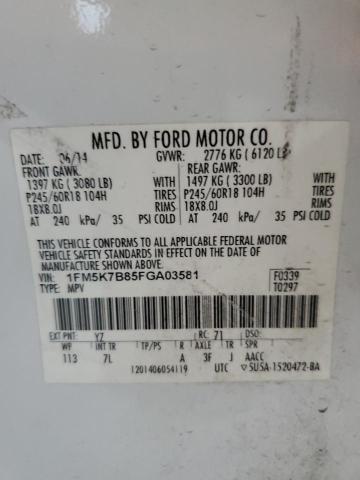 MFD. BY FORD MOTOR CO.
DATE: 06/14 GVWR: 2776 KG ( 6120 LB
FRONT GAWR: REAR GAWR:
1397 KG ( 3080 LB) WITH 1497 KG ( 3300 LB) WITH
P245/60R18 104H TIRES P245/60R18 104H TIRES
18X8.0J RIMS 18X8.0J RIMS
AT 240 kPa/ 35 PSI COLD AT 240 kPa/ 35 PSI COLD
THIS VEHICLE CONFORMS TO ALL APPLICABLE FEDERAL MOTOR
VEHICLE SAFETY AND THEFT PREVENTION STANDARDS IN EFFECT ON THE DATE OF
MANUFACTURE SHOWN ABOVE.
VIN: 1FM5K7B85FGA03581 F0339
TYPE: MPV T0297
EXT PNT: YZ RC: 71 DSO:
WB INT TR TP/PS R AXLE TR SPR
113 7L A 3F J AACC
1201406054119 UTC 5U5A-1520472-BA